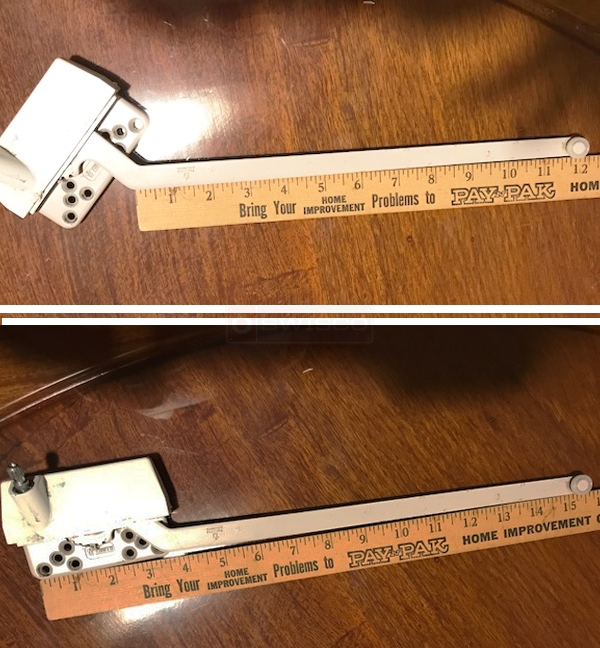 1 2 3 4 5 6 7 8 9 10 11 12
Bring Your HOME IMPROVEMENT Problems to PAY'N PAK HOM
SWISCO
1 2 3 4 5 6 7 8 9 10 11 12 13 14 15
Bring Your HOME IMPROVEMENT Problems to PAY'N PAK HOME IMPROVEMENT C